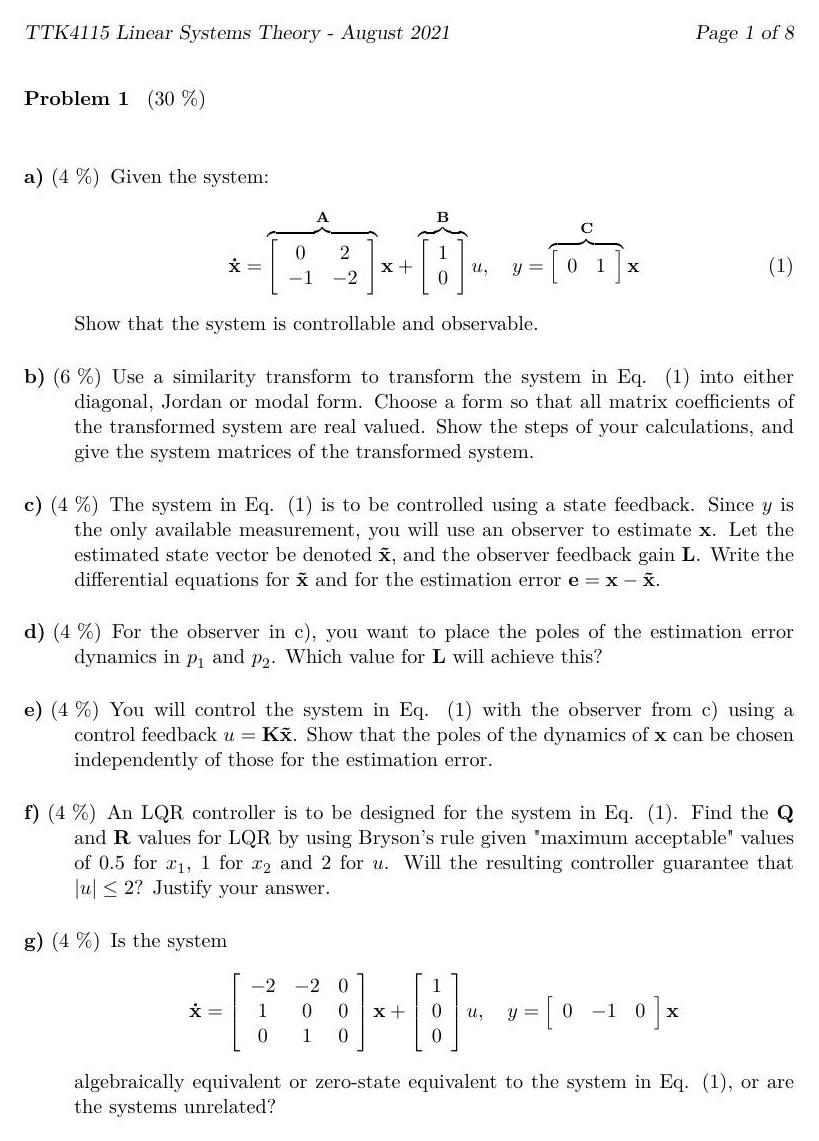 TTK4115 Linear Systems Theory - August 2021 Page 1 of 8
Problem 1 (30 %)
a) (4 %) Given the system:
A B C
ẋ = [ 0 2 ; −1 −2 ] x + [ 1 ; 0 ] u, y = [ 0 1 ] x (1)
Show that the system is controllable and observable.
b) (6 %) Use a similarity transform to transform the system in Eq. (1) into either
diagonal, Jordan or modal form. Choose a form so that all matrix coefficients of
the transformed system are real valued. Show the steps of your calculations, and
give the system matrices of the transformed system.
c) (4 %) The system in Eq. (1) is to be controlled using a state feedback. Since y is
the only available measurement, you will use an observer to estimate x. Let the
estimated state vector be denoted x̃, and the observer feedback gain L. Write the
differential equations for x̃ and for the estimation error e = x − x̃.
d) (4 %) For the observer in c), you want to place the poles of the estimation error
dynamics in p₁ and p₂. Which value for L will achieve this?
e) (4 %) You will control the system in Eq. (1) with the observer from c) using a
control feedback u = Kx̃. Show that the poles of the dynamics of x can be chosen
independently of those for the estimation error.
f) (4 %) An LQR controller is to be designed for the system in Eq. (1). Find the Q
and R values for LQR by using Bryson's rule given "maximum acceptable" values
of 0.5 for x₁, 1 for x₂ and 2 for u. Will the resulting controller guarantee that
|u| ≤ 2? Justify your answer.
g) (4 %) Is the system
ẋ = [ −2 −2 0 ; 1 0 0 ; 0 1 0 ] x + [ 1 ; 0 ; 0 ] u, y = [ 0 −1 0 ] x
algebraically equivalent or zero-state equivalent to the system in Eq. (1), or are
the systems unrelated?